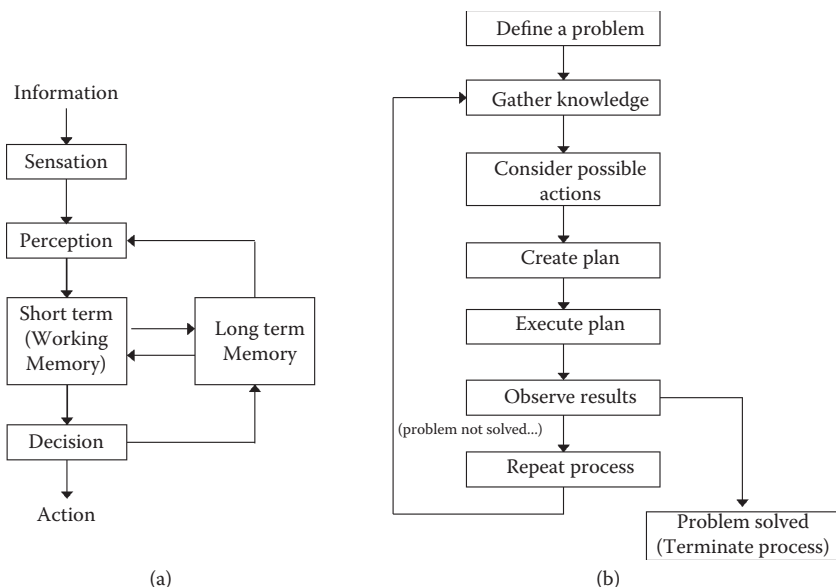 Information
Sensation
Perception
Short term
(Working
Memory)
Long term
Memory
Decision
Action
(a)
Define a problem
Gather knowledge
Consider possible
actions
Create plan
Execute plan
Observe results
(problem not solved...)
Repeat process
Problem solved
(Terminate process)
(b)